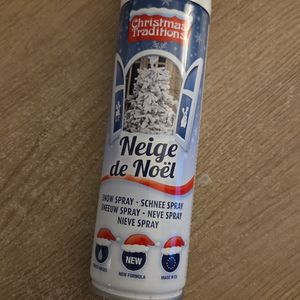 Christmas
Traditions
Neige
de Noël
SNOW SPRAY - SCHNEE SPRAY
SNEEUW SPRAY - NEVE SPRAY
NIEVE SPRAY
NEW
NEW FORMULA
MADE IN EU